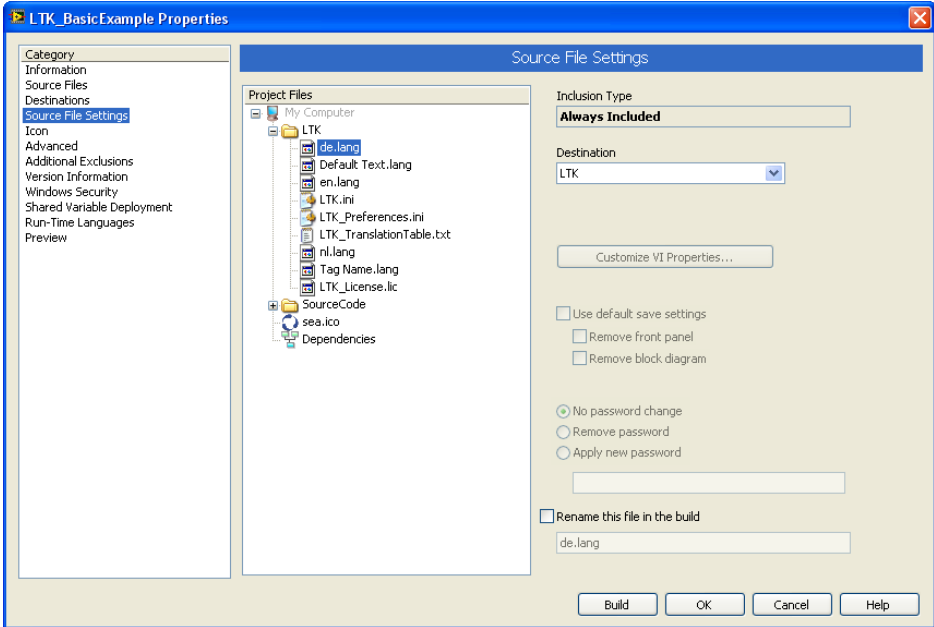 LTK_BasicExample Properties
Category
Information
Source Files
Destinations
Source File Settings
Icon
Advanced
Additional Exclusions
Version Information
Windows Security
Shared Variable Deployment
Run-Time Languages
Preview
Source File Settings
Project Files
My Computer
LTK
de.lang
Default Text.lang
en.lang
LTK.ini
LTK_Preferences.ini
LTK_TranslationTable.txt
nl.lang
Tag Name.lang
LTK_License.lic
SourceCode
sea.ico
Dependencies
Inclusion Type
Always Included
Destination
LTK
Customize VI Properties...
Use default save settings
Remove front panel
Remove block diagram
No password change
Remove password
Apply new password
Rename this file in the build
de.lang
Build
OK
Cancel
Help